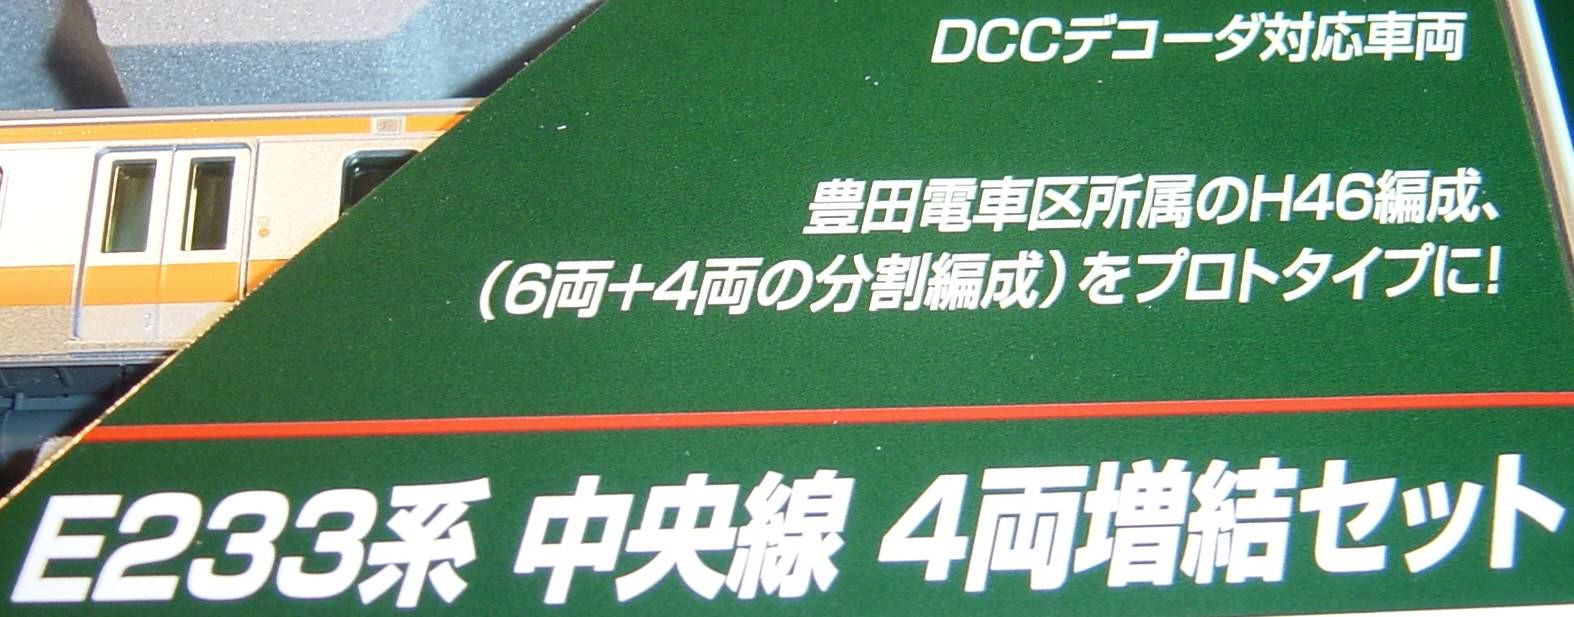 DCCデコーダ対応車両
豊田電車区所属のH46編成、
(6両+4両の分割編成)をプロトタイプに!
E233系 中央線 4両増結セット